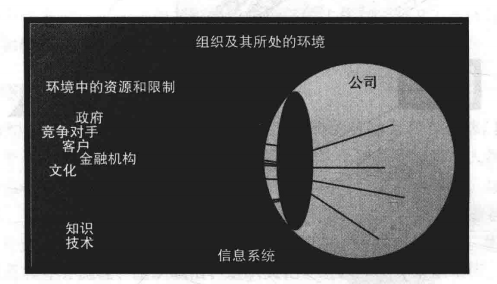 组织及其所处的环境
公司
环境中的资源和限制
政府
竞争对手
客户
金融机构
文化
知识
技术
信息系统